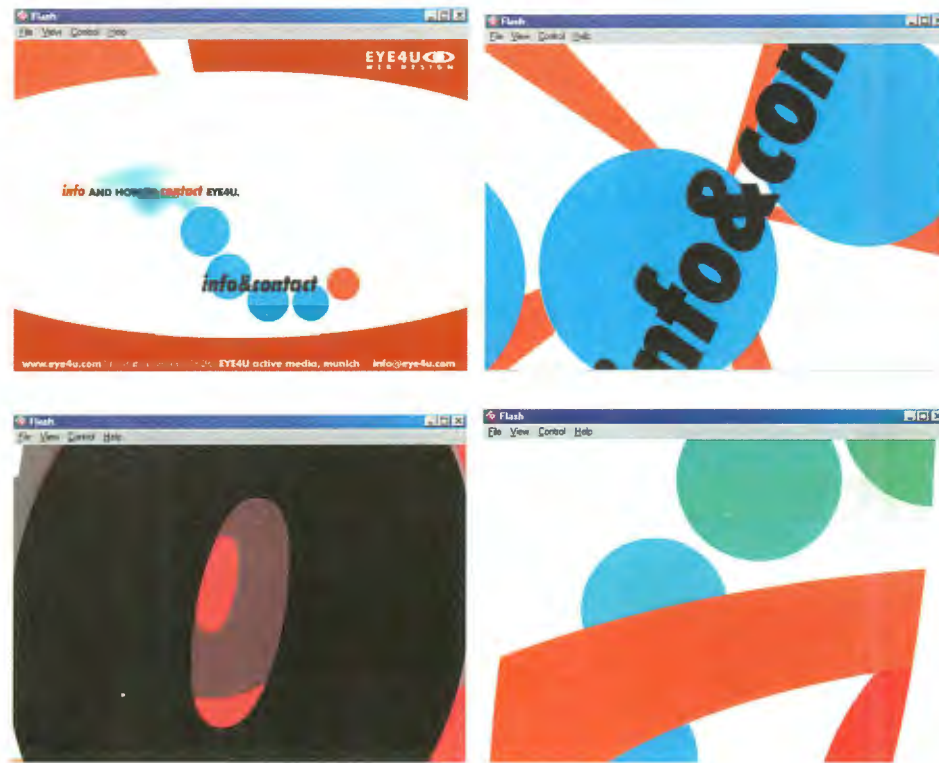 Flash
File View Control Help
EYE4U
WEB DESIGN
info AND HOW TO contact EYE4U.
info&contact
www.eye4u.com
EYE4U active media, munich info@eye4u.com
Flash
File View Control Help
info&con
Flash
File View Control Help
Flash
File View Control Help